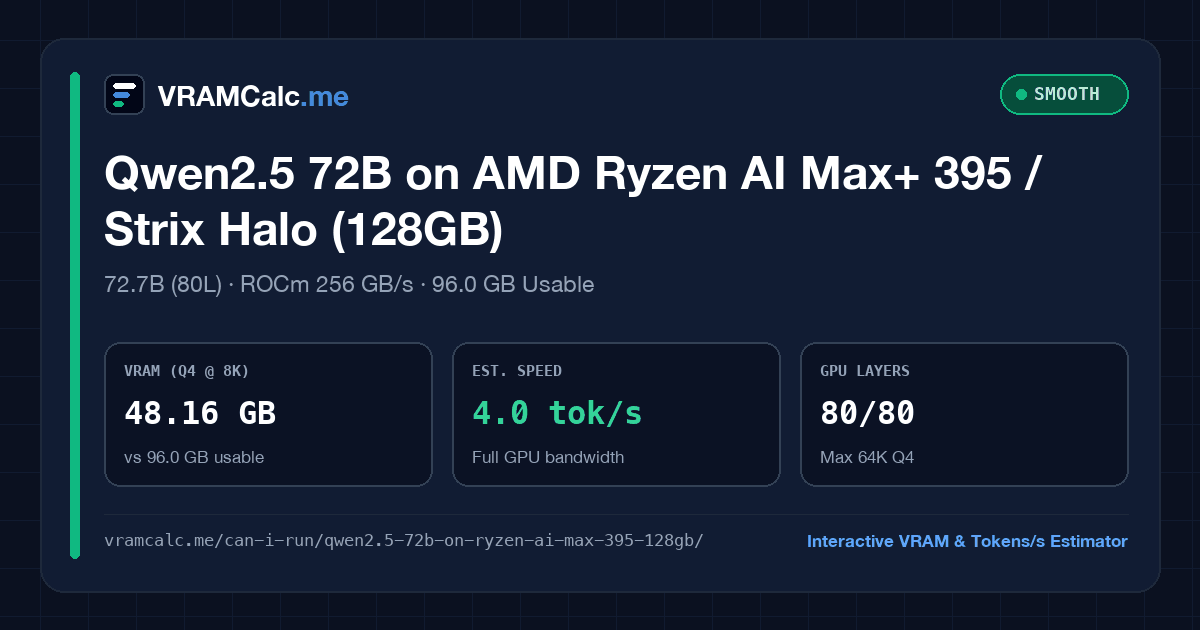 VRAMCalc.me
SMOOTH
Qwen2.5 72B on AMD Ryzen AI Max+ 395 /
Strix Halo (128GB)
72.7B (80L) · ROCm 256 GB/s · 96.0 GB Usable
VRAM (Q4 @ 8K)
48.16 GB
vs 96.0 GB usable
EST. SPEED
4.0 tok/s
Full GPU bandwidth
GPU LAYERS
80/80
Max 64K Q4
vramcalc.me/can-i-run/qwen2.5-72b-on-ryzen-ai-max-395-128gb/
Interactive VRAM & Tokens/s Estimator